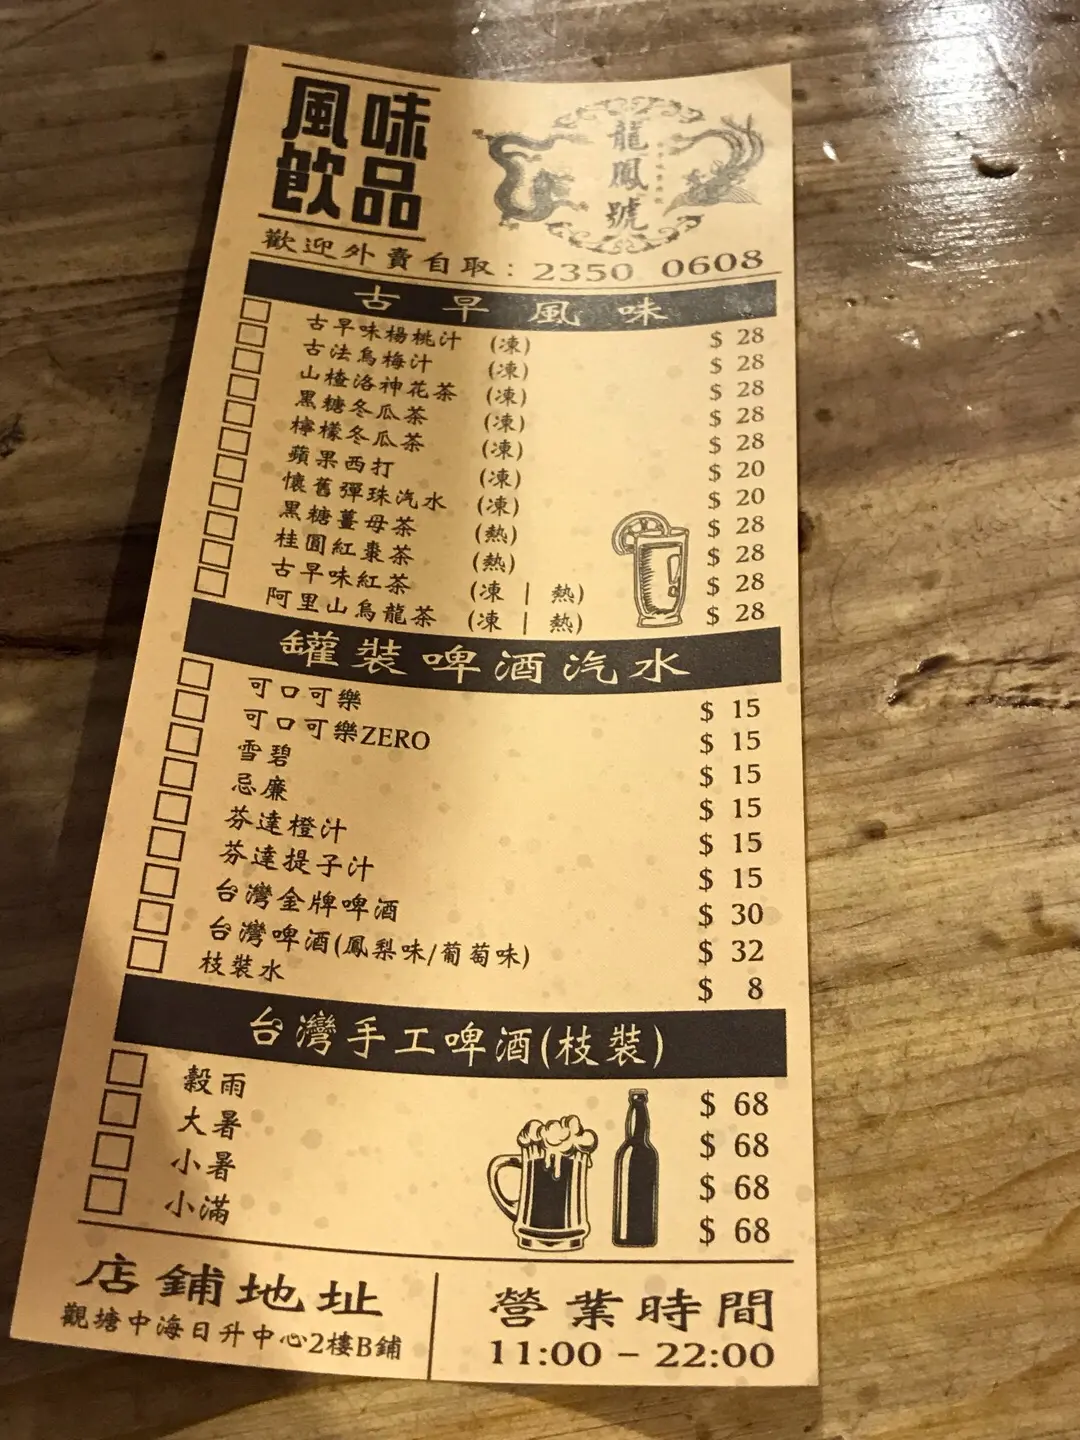 風味
飲品
龍鳳號
歡迎外賣自取：2350 0608
古早風味
古早味楊桃汁 (凍) $ 28
古法烏梅汁 (凍) $ 28
山楂洛神花茶 (凍) $ 28
黑糖冬瓜茶 (凍) $ 28
檸檬冬瓜茶 (凍) $ 28
蘋果西打 (凍) $ 20
懷舊彈珠汽水 (凍) $ 20
黑糖薑母茶 (熱) $ 28
桂圓紅棗茶 (熱) $ 28
古早味紅茶 (凍 | 熱) $ 28
阿里山烏龍茶 (凍 | 熱) $ 28
罐裝啤酒汽水
可口可樂 $ 15
可口可樂ZERO $ 15
雪碧 $ 15
忌廉 $ 15
芬達橙汁 $ 15
芬達提子汁 $ 15
台灣金牌啤酒 $ 30
台灣啤酒(鳳梨味/葡萄味) $ 32
枝裝水 $ 8
台灣手工啤酒(枝裝)
穀雨 $ 68
大暑 $ 68
小暑 $ 68
小滿 $ 68
店鋪地址
觀塘中海日升中心2樓B鋪
營業時間
11:00 - 22:00